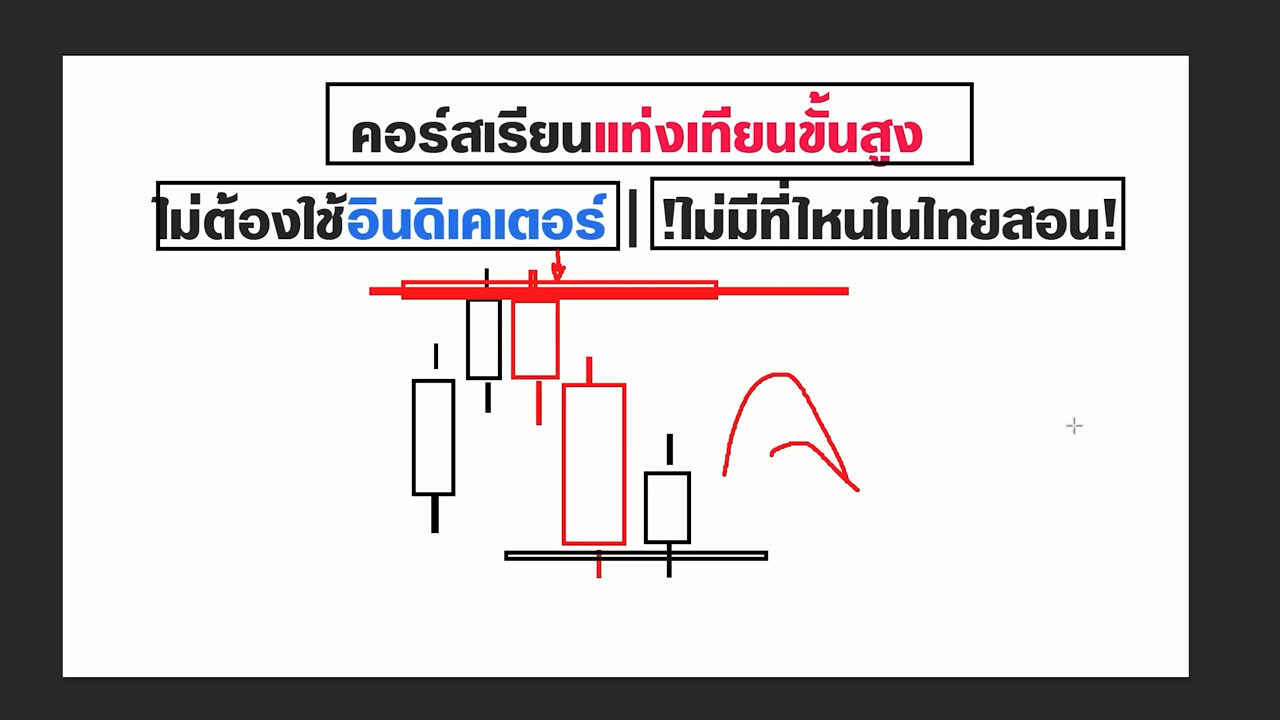 คอร์สเรียนแท่งเทียนขั้นสูง
ไม่ต้องใช้อินดิเคเตอร์ | !ไม่มีที่ไหนในไทยสอน!